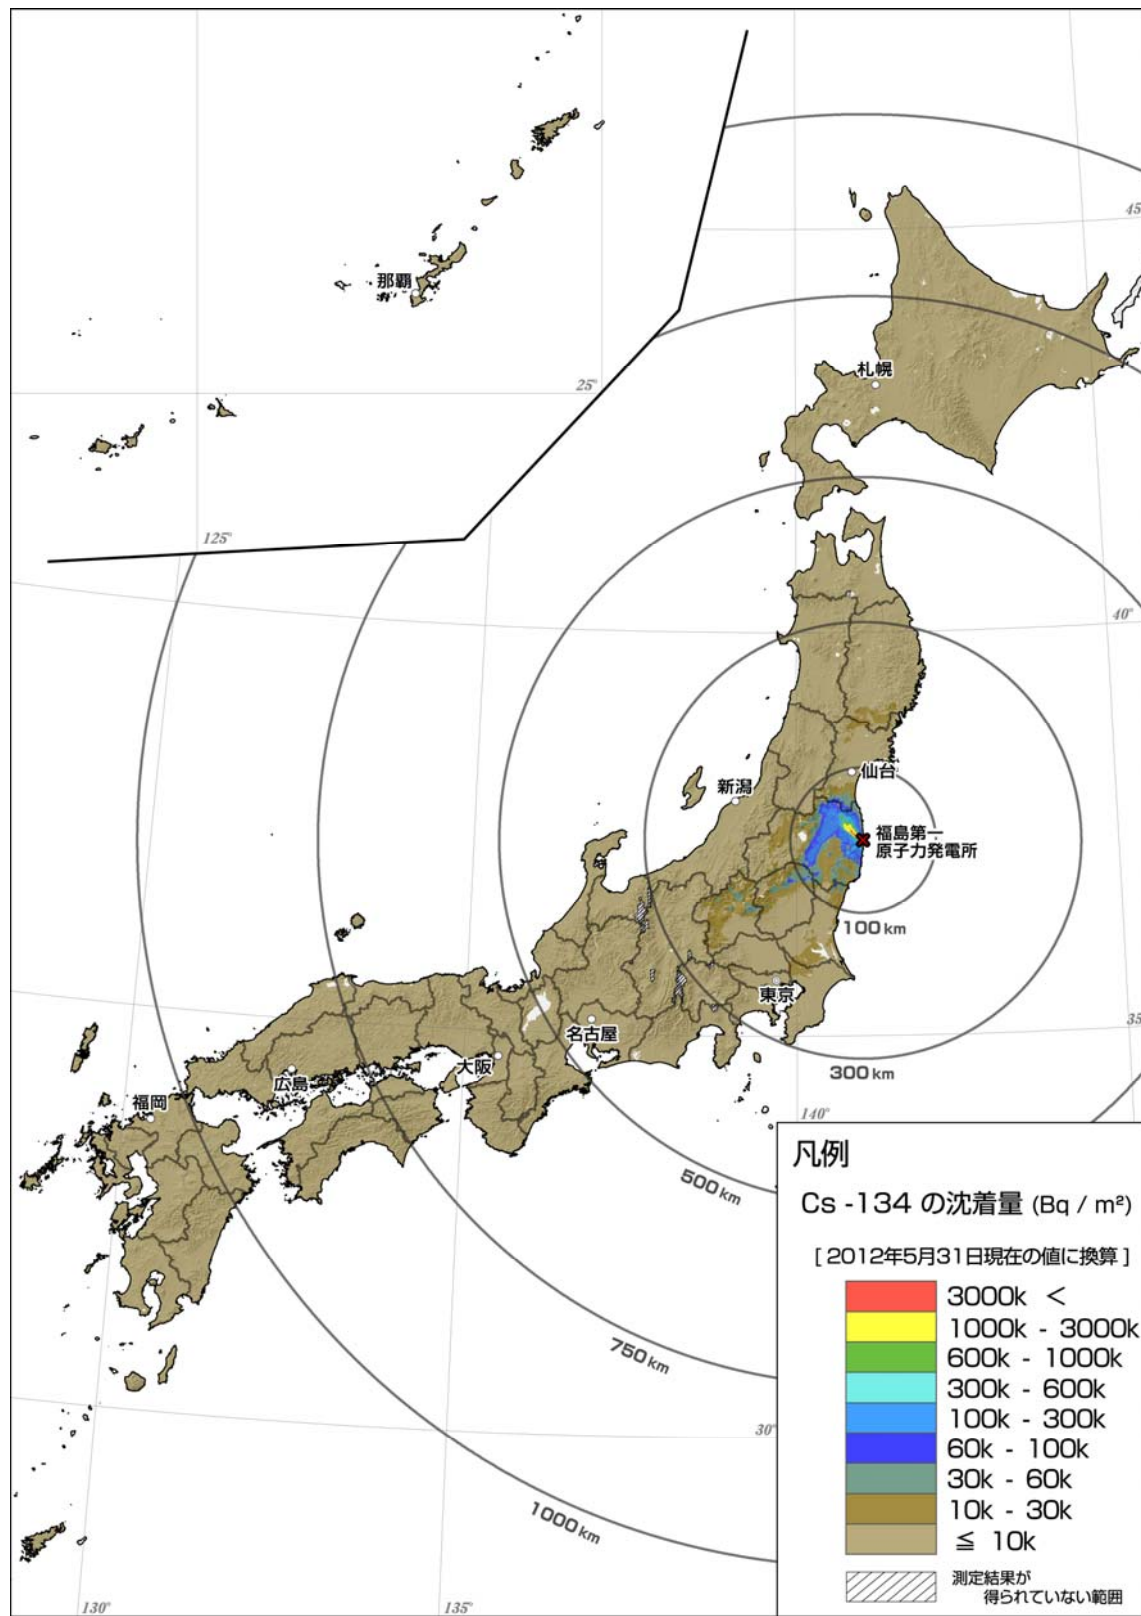 45°
那覇
札幌
25°
125°
40°
仙台
新潟
福島第一
原子力発電所
100 km
東京
名古屋
大阪
広島
福岡
35°
300 km
140°
500 km
750 km
30°
1000 km
130°
135°
凡例
Cs -134 の沈着量 (Bq / m²)
[ 2012年5月31日現在の値に換算 ]
3000k <
1000k - 3000k
600k - 1000k
300k - 600k
100k - 300k
60k - 100k
30k - 60k
10k - 30k
≦ 10k
測定結果が
得られていない範囲